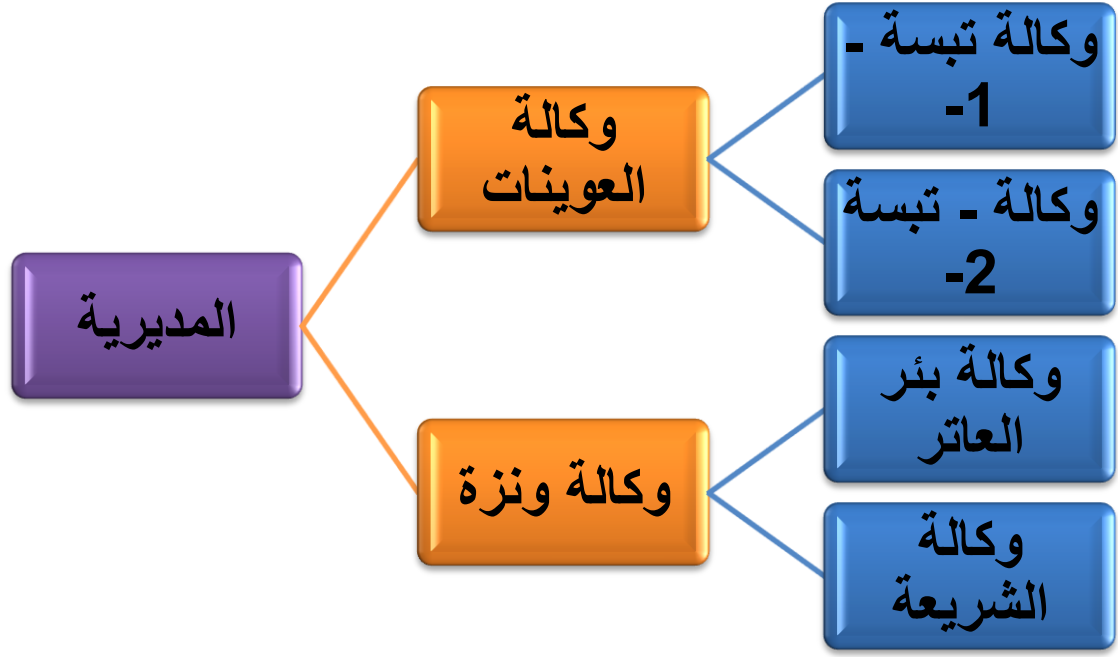 المديرية
وكالة
العوينات
وكالة ونزة
وكالة تبسة -
1-
وكالة - تبسة
2-
وكالة بئر
العاتر
وكالة
الشريعة